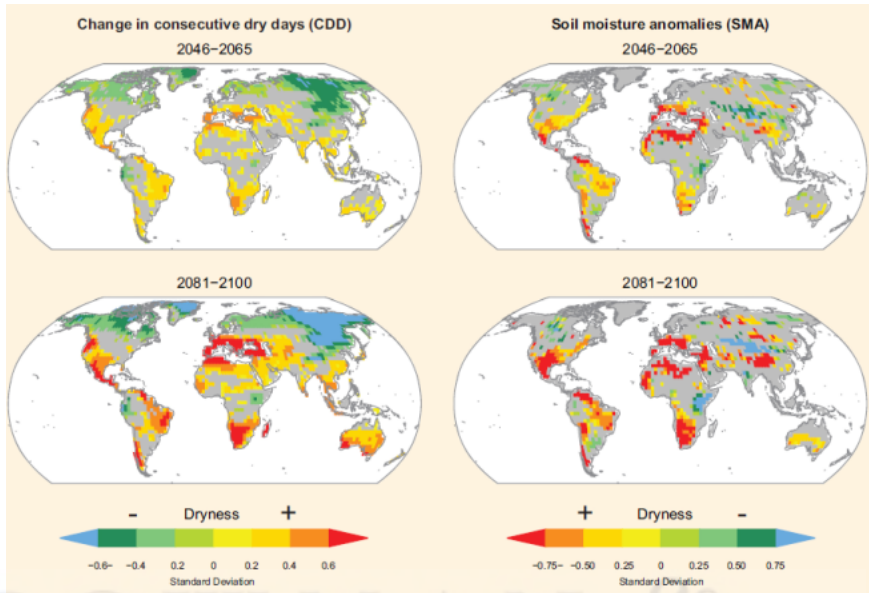 Change in consecutive dry days (CDD)
2046–2065
Soil moisture anomalies (SMA)
2046–2065
2081–2100
2081–2100
- Dryness +
-0.6- -0.4 0.2 0 0.2 0.4 0.6
Standard Deviation
+ Dryness -
-0.75- -0.50 0.25 0 0.25 0.50 0.75
Standard Deviation